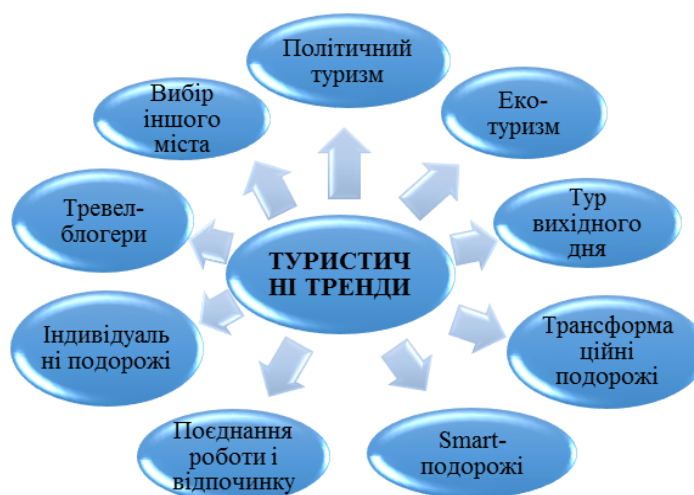 Політичний
туризм
Еко-
туризм
Тур
вихідного
дня
Трансформа
ційні
подорожі
Smart-
подорожі
Поєднання
роботи і
відпочинку
Індивідуаль
ні подорожі
Тревел-
блогери
Вибір
іншого
міста
ТУРИСТИЧ
НІ ТРЕНДИ